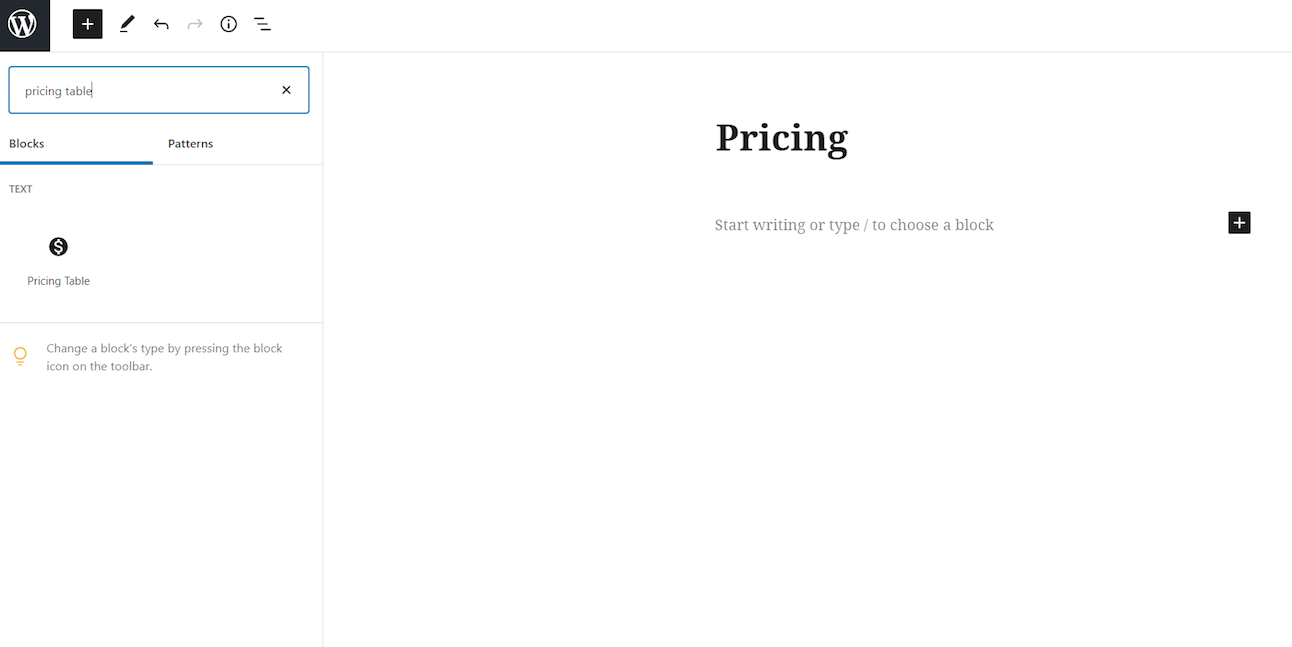 pricing table
Blocks
Patterns
TEXT
Pricing Table
Change a block's type by pressing the block
icon on the toolbar.
Pricing
Start writing or type / to choose a block